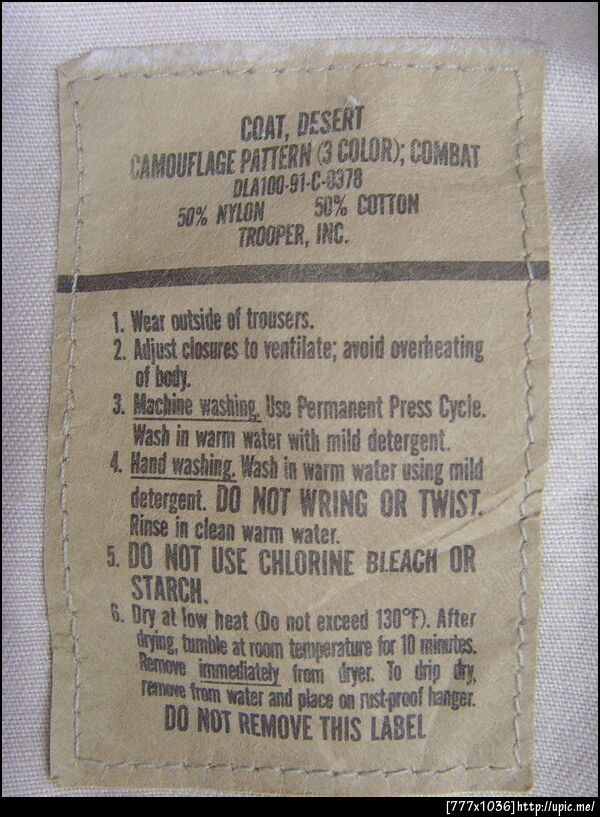 COAT, DESERT
CAMOUFLAGE PATTERN (3 COLOR); COMBAT
DLA100-91-C-0378
50% NYLON 50% COTTON
TROOPER, INC.
1. Wear outside of trousers.
2. Adjust closures to ventilate; avoid overheating
of body.
3. Machine washing. Use Permanent Press Cycle.
Wash in warm water with mild detergent.
4. Hand washing. Wash in warm water using mild
detergent. DO NOT WRING OR TWIST.
Rinse in clean warm water.
5. DO NOT USE CHLORINE BLEACH OR
STARCH.
6. Dry at low heat (Do not exceed 130°F). After
drying, tumble at room temperature for 10 minutes.
Remove immediately from dryer. To drip dry,
remove from water and place on rust-proof hanger.
DO NOT REMOVE THIS LABEL
[777x1036]http://upic.me/